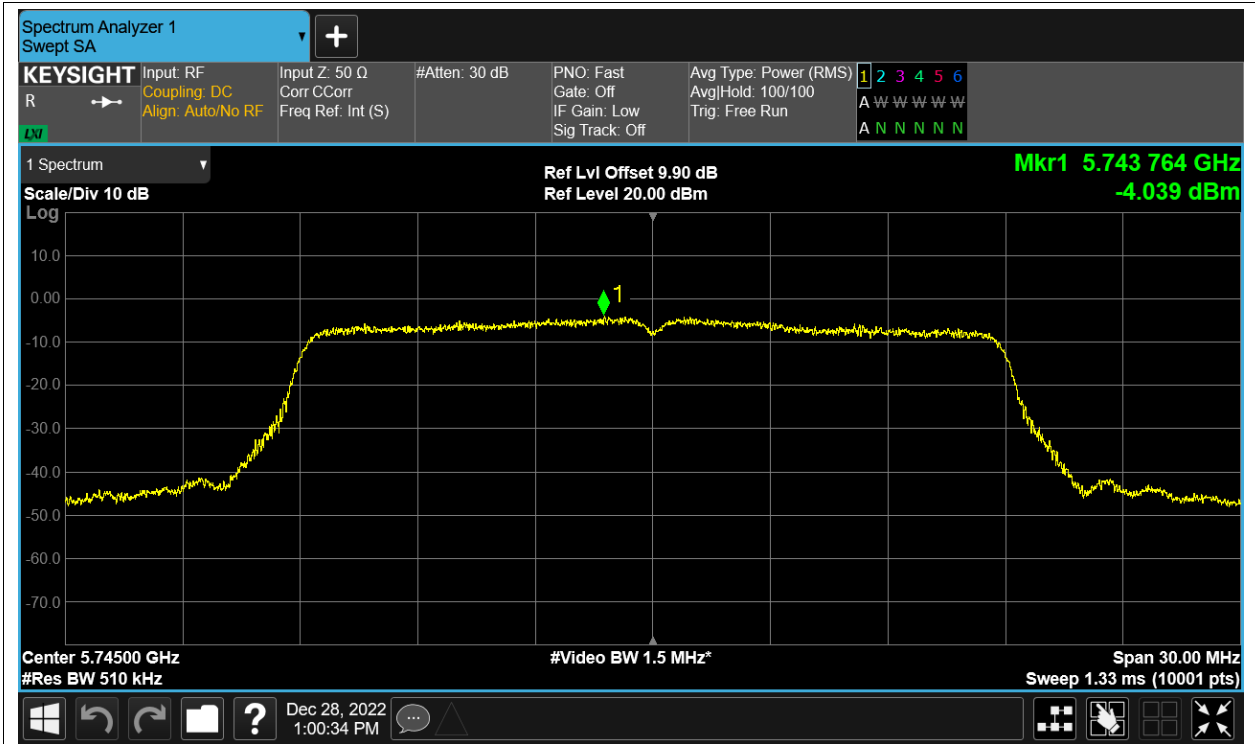 Spectrum Analyzer 1
Swept SA
+
KEYSIGHT
R
LXI
Input: RF
Coupling: DC
Align: Auto/No RF
Input Z: 50 Ω
Corr CCorr
Freq Ref: Int (S)
#Atten: 30 dB
PNO: Fast
Gate: Off
IF Gain: Low
Sig Track: Off
Avg Type: Power (RMS)
Avg|Hold: 100/100
Trig: Free Run
1 2 3 4 5 6
A W W W W W
A N N N N N
1 Spectrum
Scale/Div 10 dB
Ref Lvl Offset 9.90 dB
Ref Level 20.00 dBm
Mkr1 5.743 764 GHz
-4.039 dBm
Log
10.0
0.00
-10.0
-20.0
-30.0
-40.0
-50.0
-60.0
-70.0
1
Center 5.74500 GHz
#Res BW 510 kHz
#Video BW 1.5 MHz*
Span 30.00 MHz
Sweep 1.33 ms (10001 pts)
?
Dec 28, 2022
1:00:34 PM